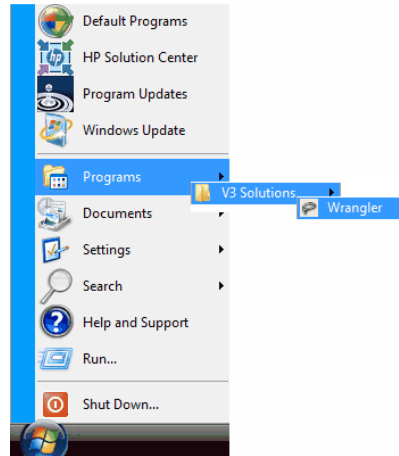 Default Programs
hp
HP Solution Center
Program Updates
Windows Update
Programs
V3 Solutions
Wrangler
Documents
Settings
Search
Help and Support
Run...
Shut Down...